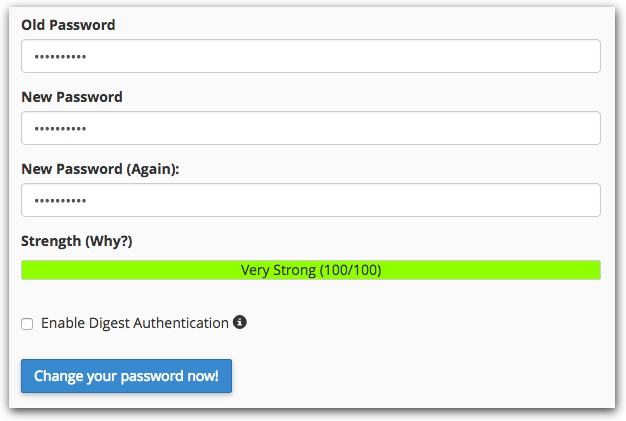 Old Password
••••••••••
New Password
••••••••••
New Password (Again):
••••••••••
Strength (Why?)
Very Strong (100/100)
Enable Digest Authentication
Change your password now!